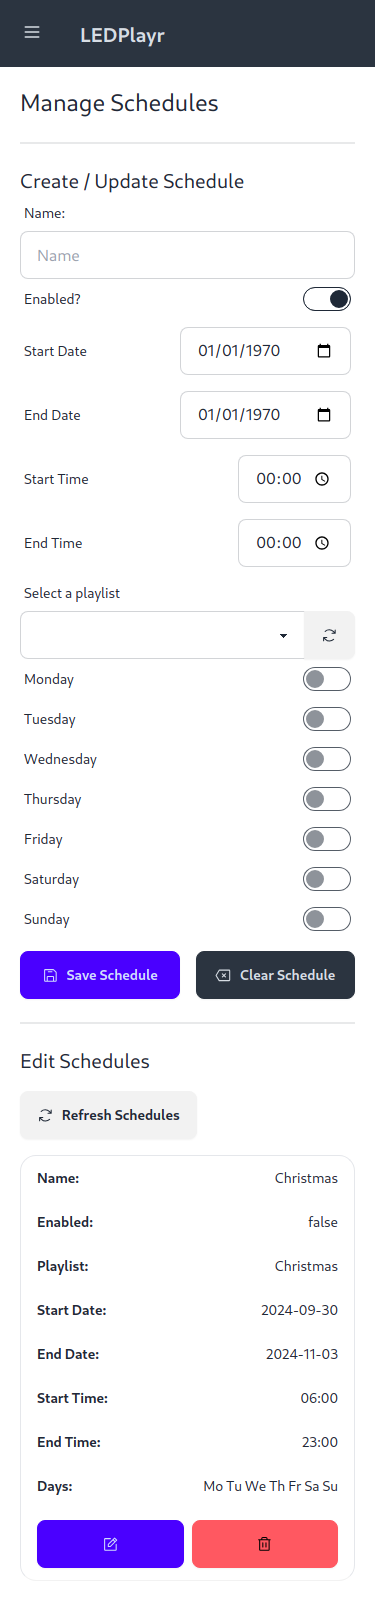 LEDPlayr
Manage Schedules
Create / Update Schedule
Name:
Name
Enabled?
Start Date 01/01/1970
End Date 01/01/1970
Start Time 00:00
End Time 00:00
Select a playlist
Monday
Tuesday
Wednesday
Thursday
Friday
Saturday
Sunday
Save Schedule Clear Schedule
Edit Schedules
Refresh Schedules
Name: Christmas
Enabled: false
Playlist: Christmas
Start Date: 2024-09-30
End Date: 2024-11-03
Start Time: 06:00
End Time: 23:00
Days: Mo Tu We Th Fr Sa Su